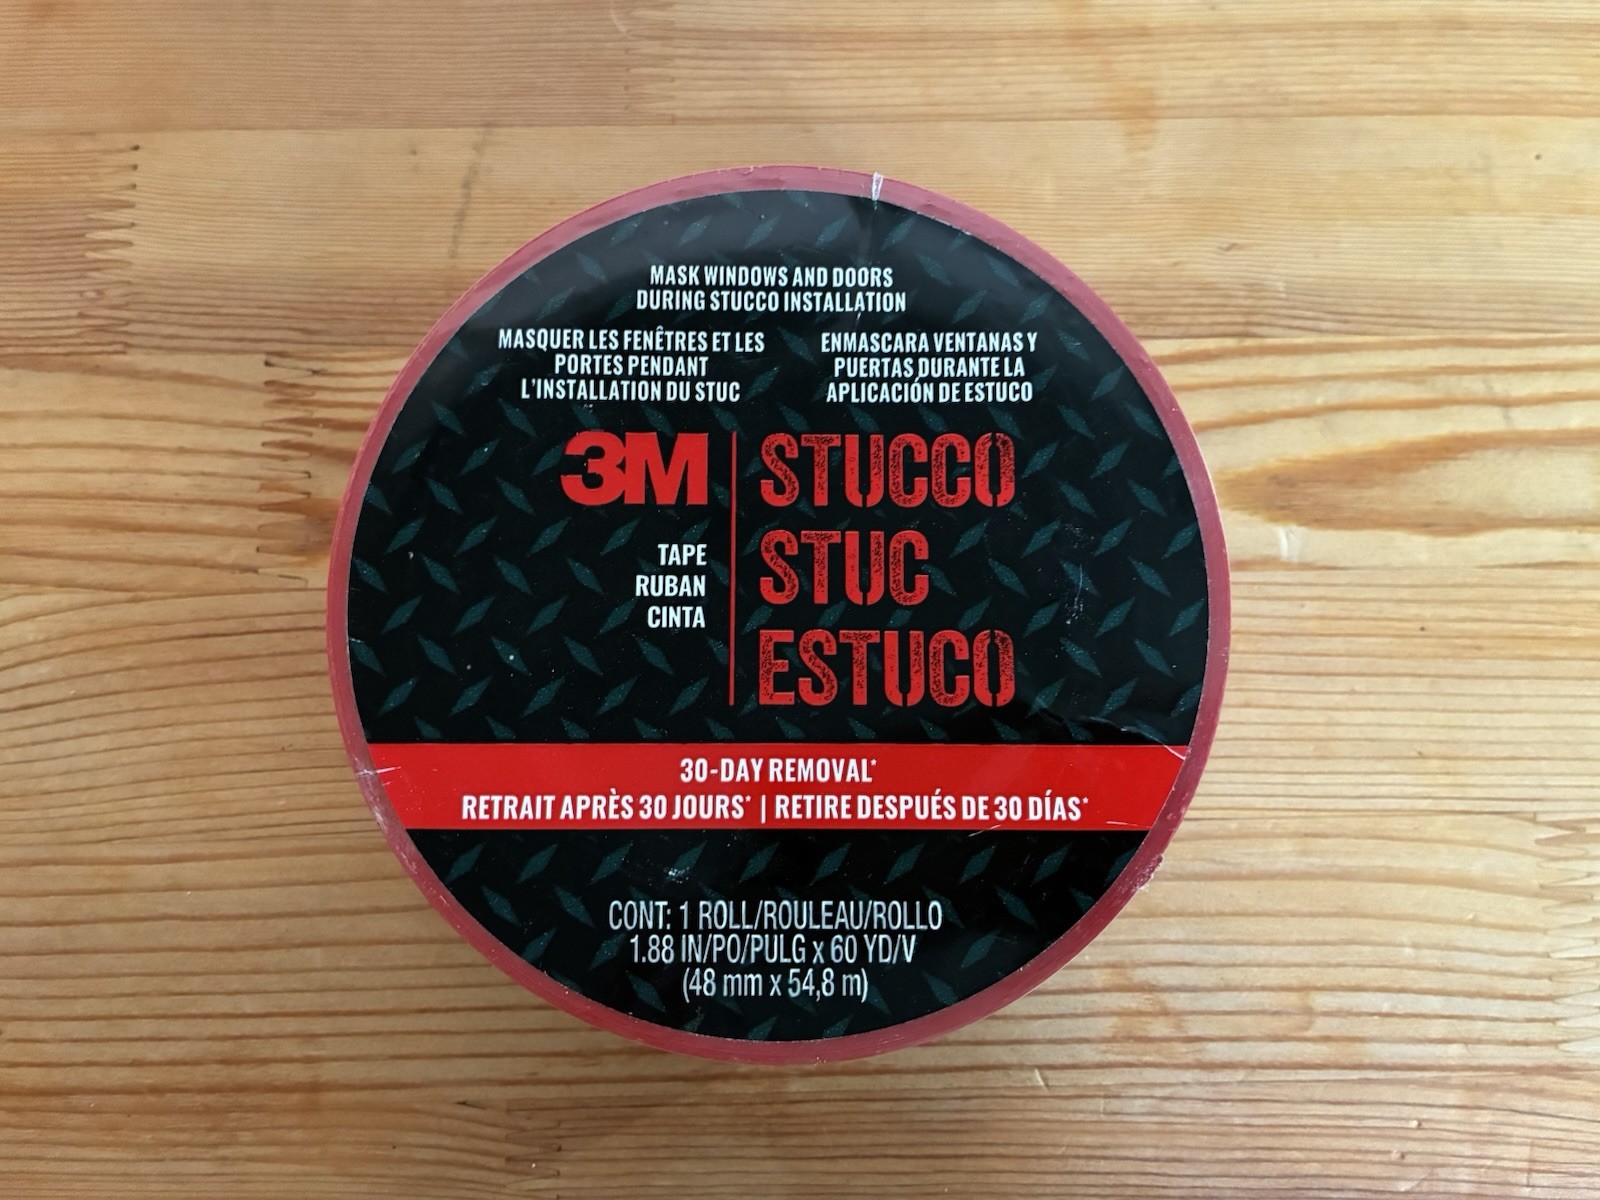 MASK WINDOWS AND DOORS
DURING STUCCO INSTALLATION
MASQUER LES FENÊTRES ET LES
PORTES PENDANT
L'INSTALLATION DU STUC
ENMASCARA VENTANAS Y
PUERTAS DURANTE LA
APLICACIÓN DE ESTUCO
3M
TAPE
RUBAN
CINTA
STUCCO
STUC
ESTUCO
30-DAY REMOVAL*
RETRAIT APRÈS 30 JOURS* | RETIRE DESPUÉS DE 30 DÍAS*
CONT: 1 ROLL/ROULEAU/ROLLO
1.88 IN/PO/PULG x 60 YD/V
(48 mm x 54,8 m)